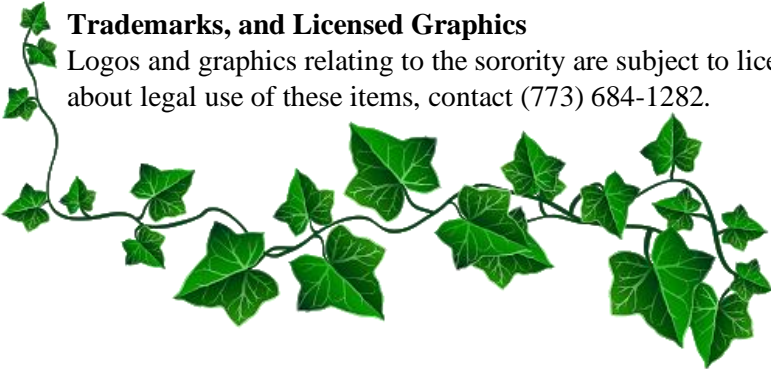 Trademarks, and Licensed Graphics
Logos and graphics relating to the sorority are subject to
about legal use of these items, contact (773) 684-1282.